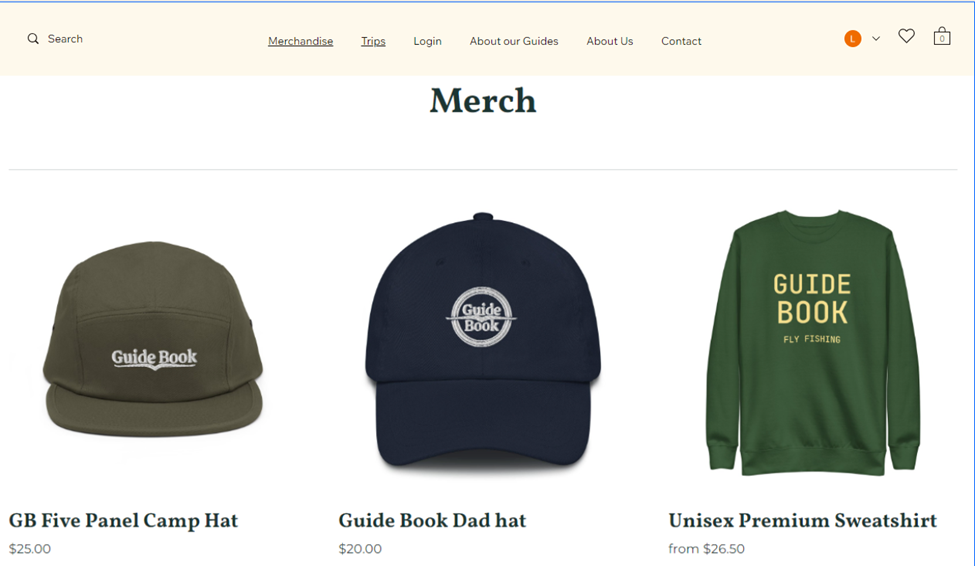 Search
Merchandise Trips Login About our Guides About Us Contact
L
0
Merch
Guide Book
Guide
Book
GUIDE
BOOK
FLY FISHING
GB Five Panel Camp Hat
$25.00
Guide Book Dad hat
$20.00
Unisex Premium Sweatshirt
from $26.50